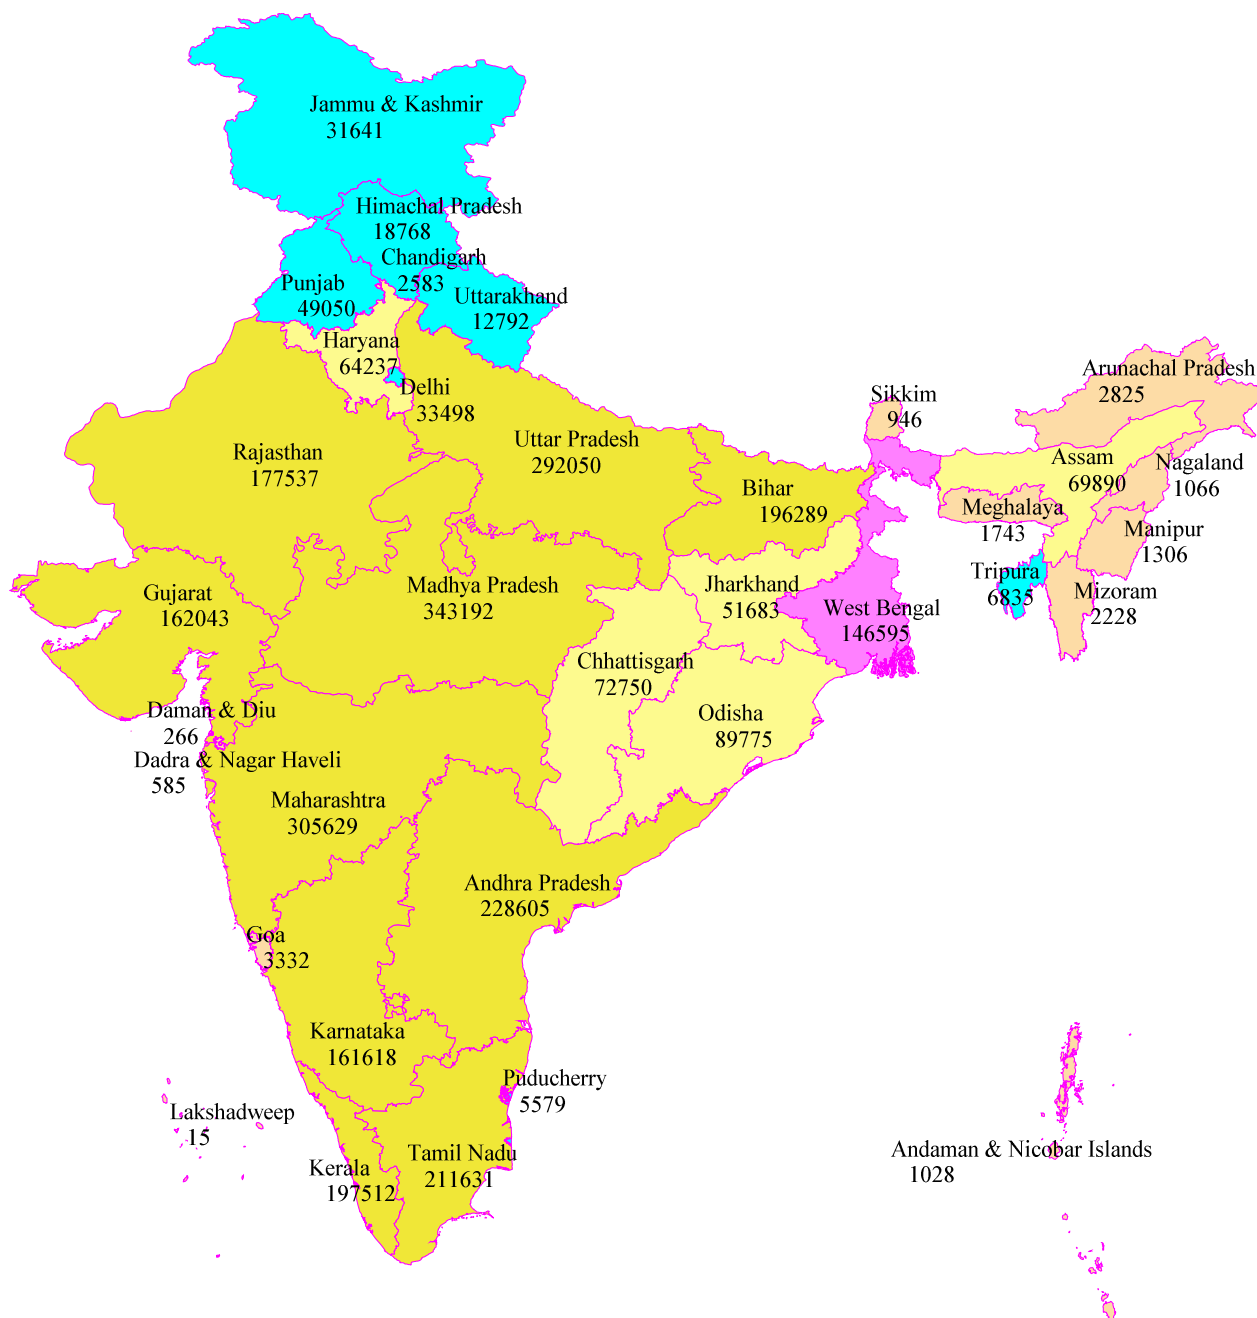 Jammu & Kashmir
31641
Himachal Pradesh
18768
Chandigarh
2583
Punjab
49050
Uttarakhand
12792
Haryana
64237
Delhi
33498
Arunachal Pradesh
2825
Sikkim
946
Rajasthan
177537
Uttar Pradesh
292050
Assam
69890
Nagaland
1066
Bihar
196289
Meghalaya
1743
Manipur
1306
Gujarat
162043
Madhya Pradesh
343192
Jharkhand
51683
Tripura
6835
Mizoram
2228
West Bengal
146595
Chhattisgarh
72750
Daman & Diu
266
Odisha
89775
Dadra & Nagar Haveli
585
Maharashtra
305629
Andhra Pradesh
228605
Goa
3332
Karnataka
161618
Puducherry
5579
Lakshadweep
15
Kerala
197512
Tamil Nadu
211631
Andaman & Nicobar Islands
1028